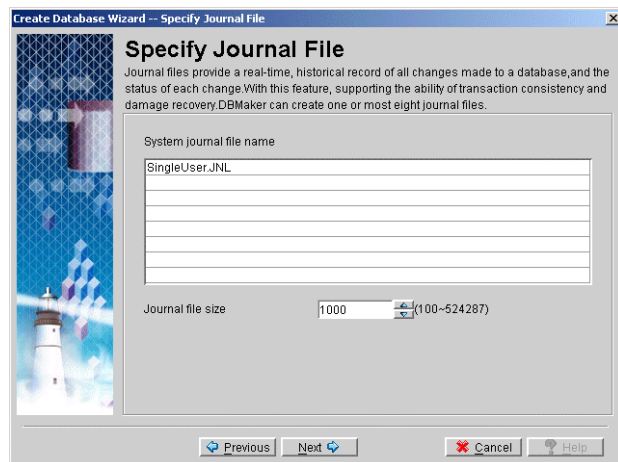 Create Database Wizard -- Specify Journal File
Specify Journal File
Journal files provide a real-time, historical record of all changes made to a database,and the
status of each change.With this feature, supporting the ability of transaction consistency and
damage recovery.DBMaker can create one or most eight journal files.
System journal file name
SingleUser.JNL
Journal file size 1000 (100~524287)
Previous Next Cancel Help